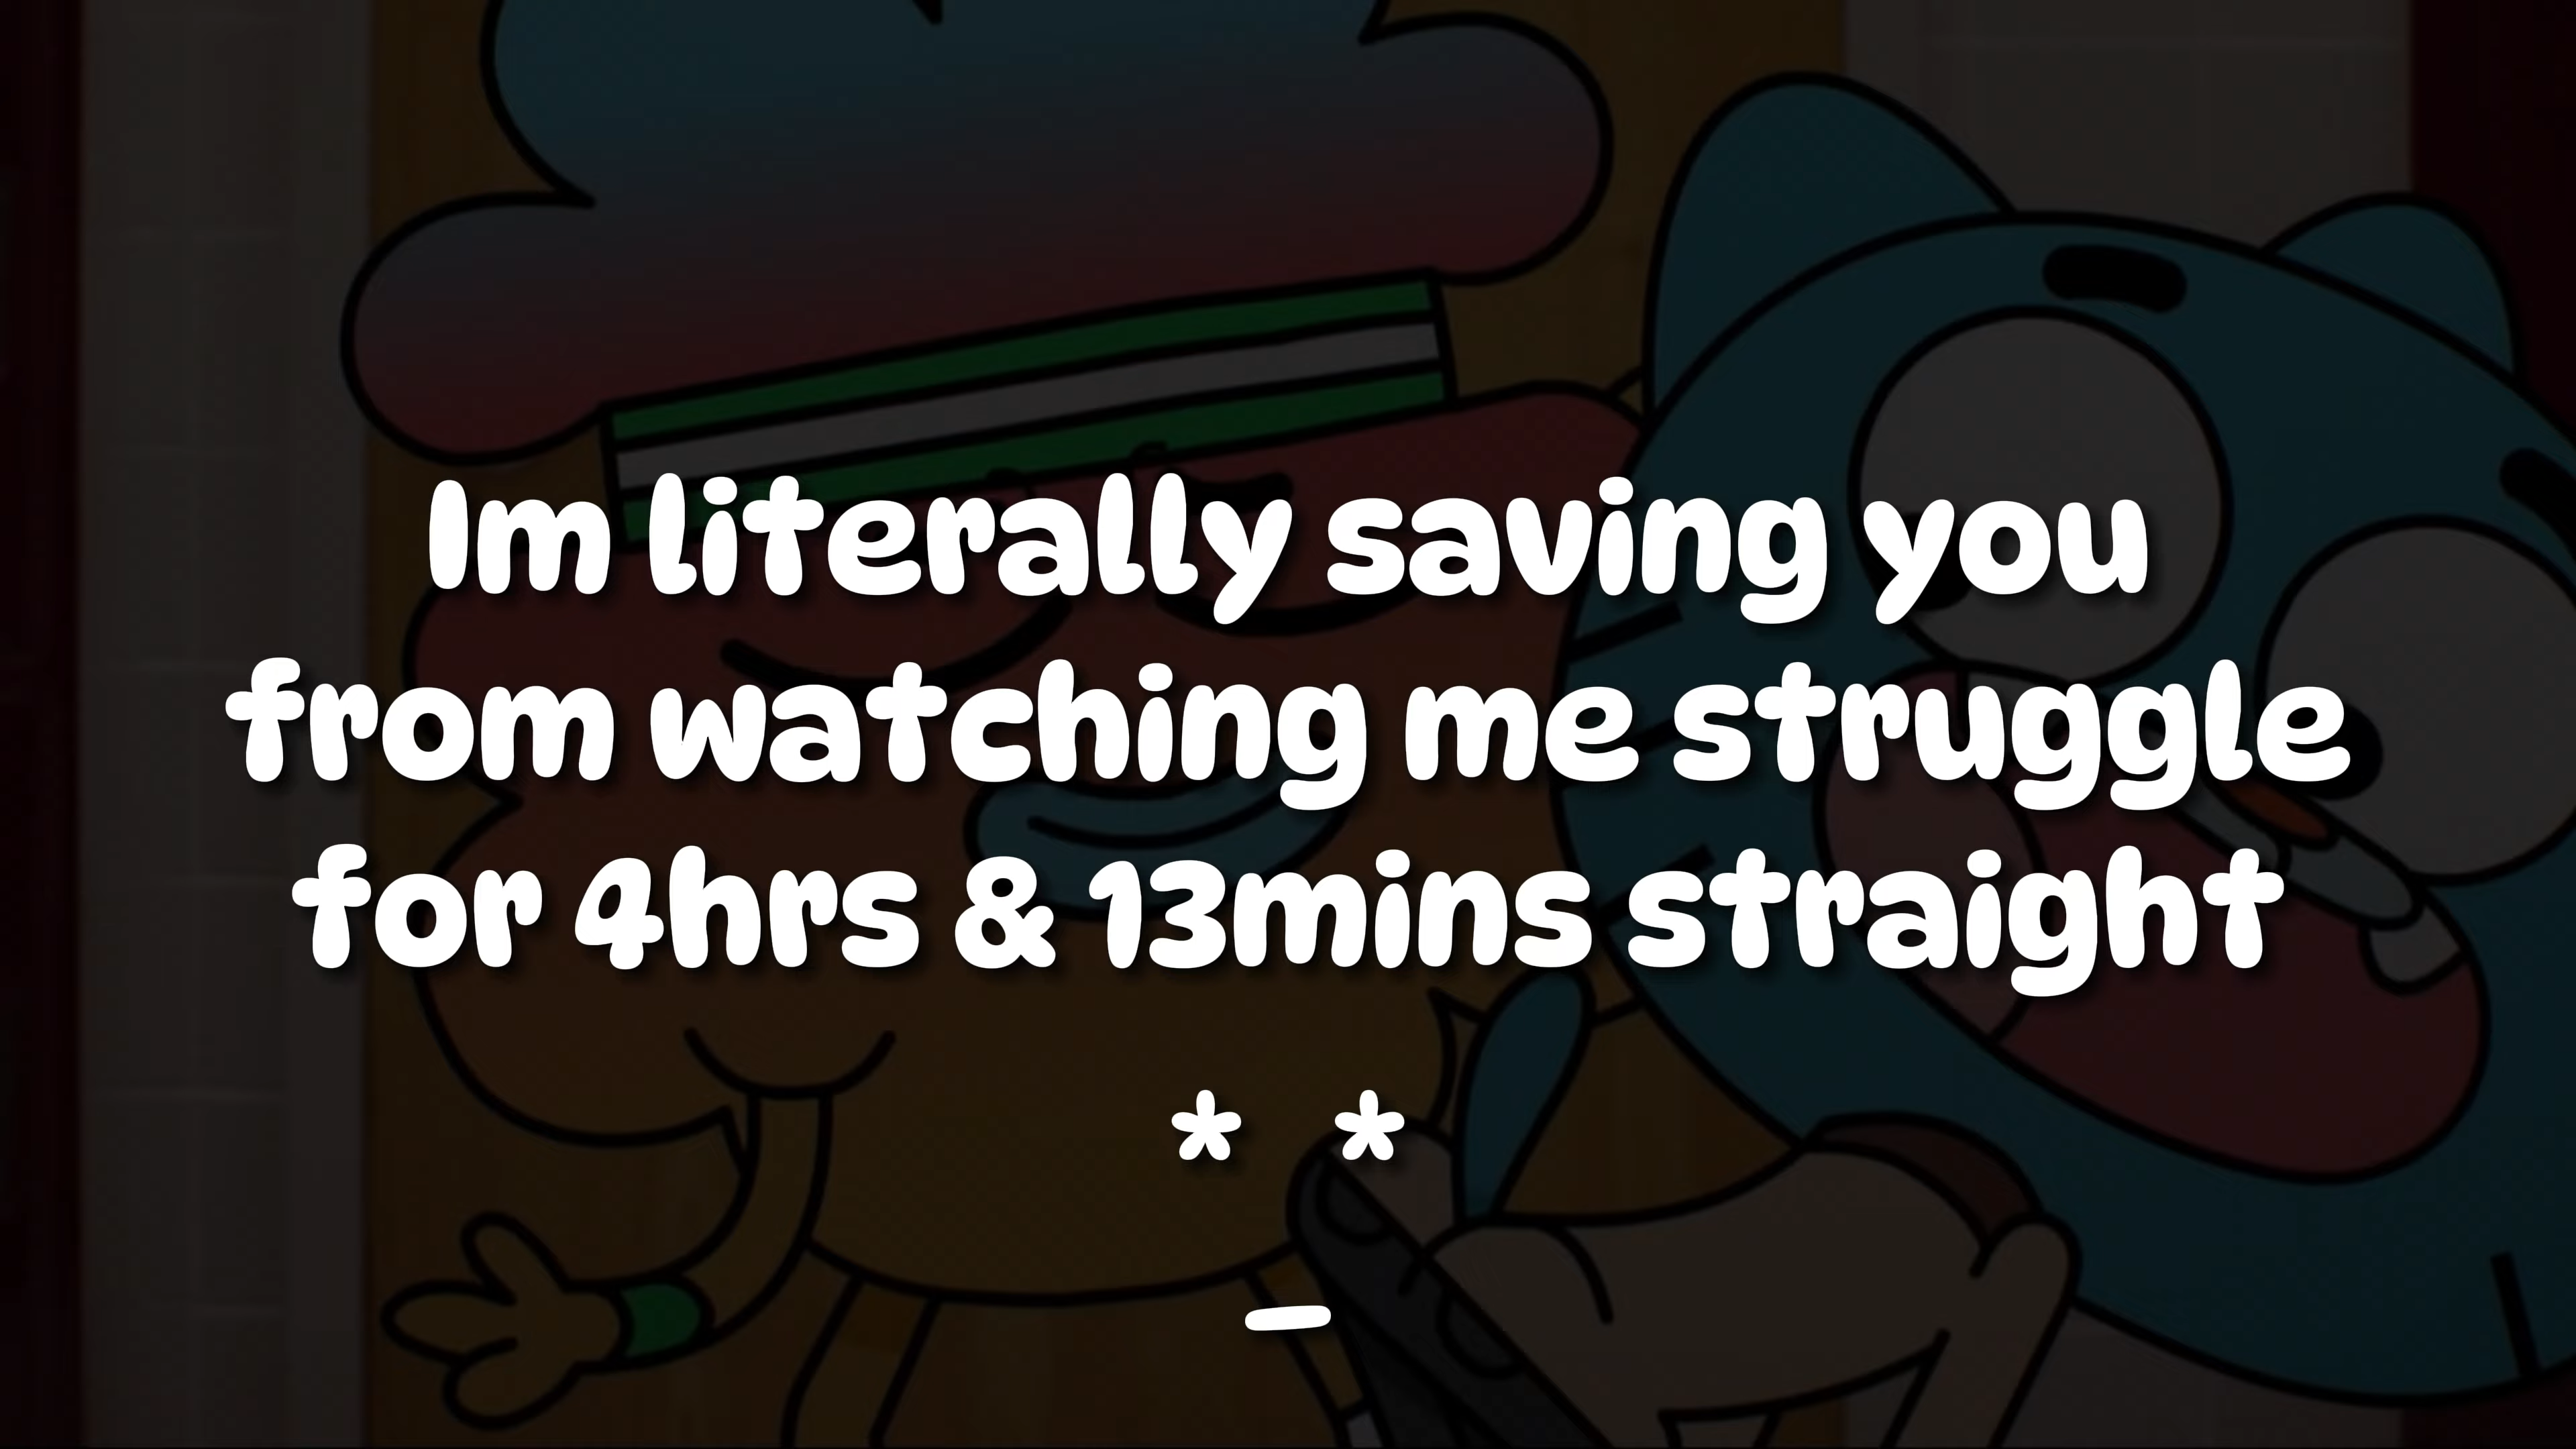 Im literally saving you
from watching me struggle
for 4hrs & 13mins straight
* *
_